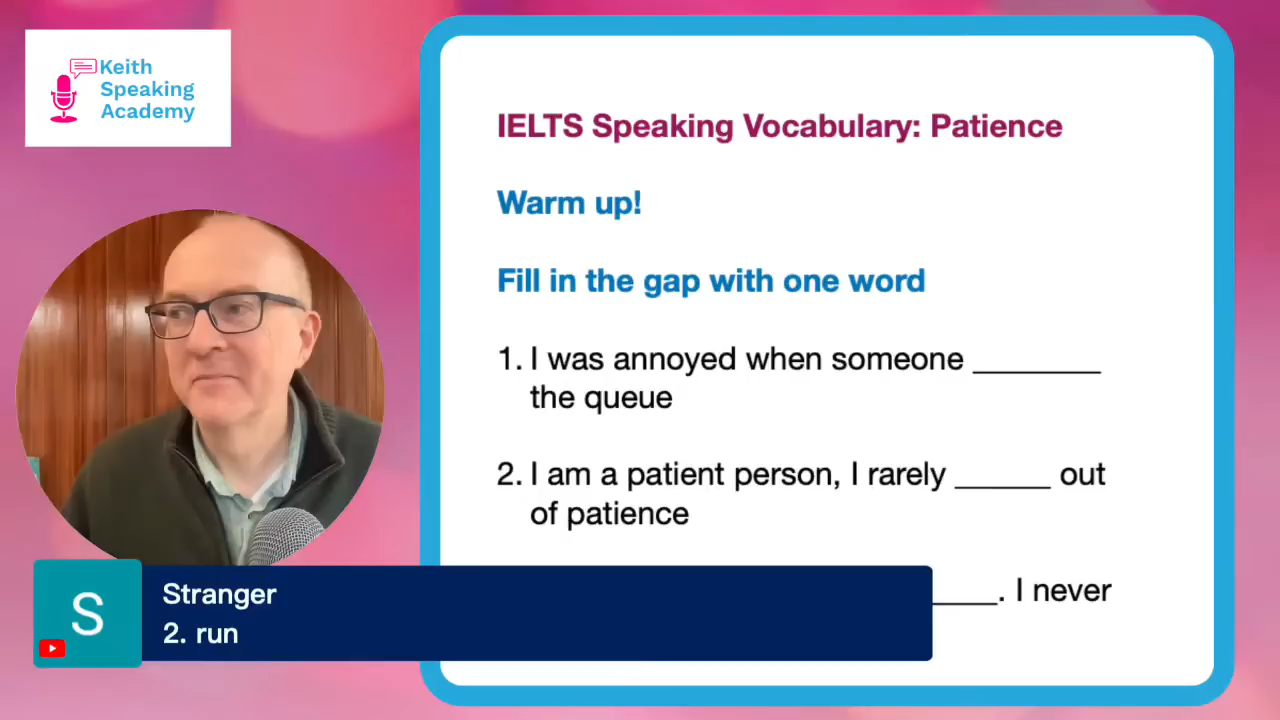 Keith
Speaking
Academy
IELTS Speaking Vocabulary: Patience
Warm up!
Fill in the gap with one word
1. I was annoyed when someone ________
the queue
2. I am a patient person, I rarely ______ out
of patience
____. I never
S
Stranger
2. run